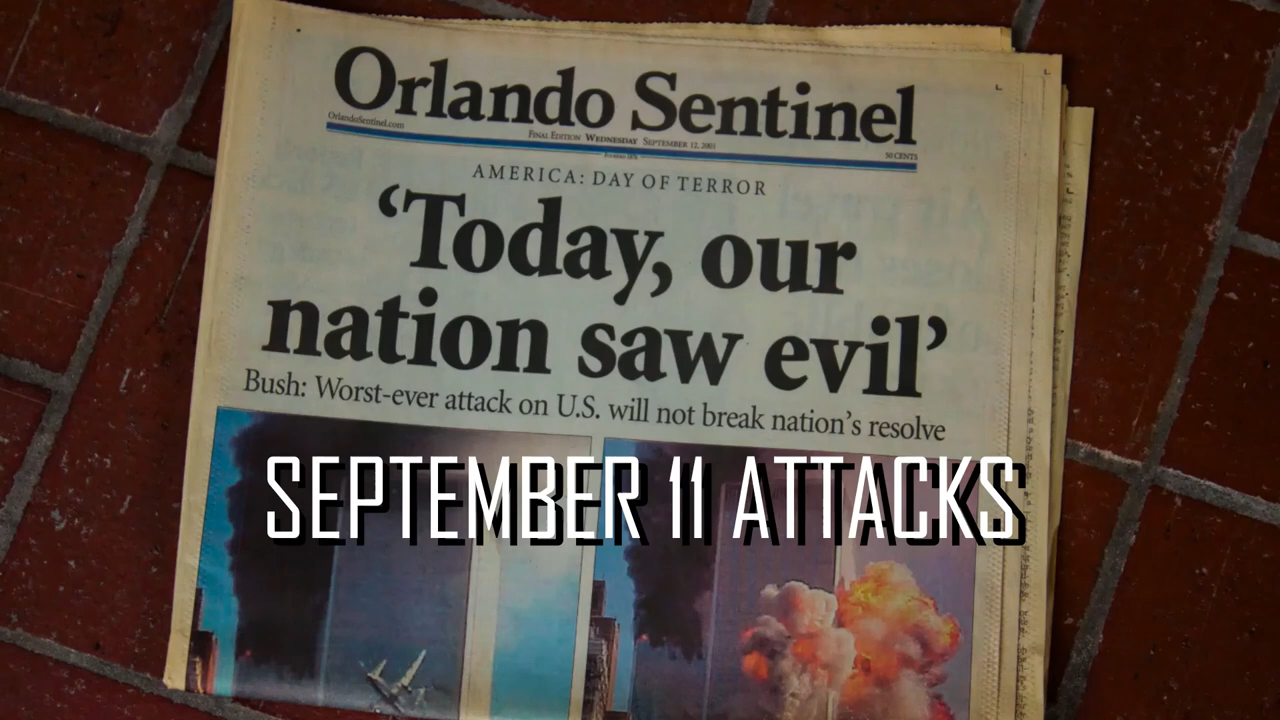 Orlando Sentinel
OrlandoSentinel.com
FINAL EDITION WEDNESDAY SEPTEMBER 12, 2001
50 CENTS
AMERICA: DAY OF TERROR
‘Today, our
nation saw evil’
Bush: Worst-ever attack on U.S. will not break nation’s resolve
SEPTEMBER 11 ATTACKS